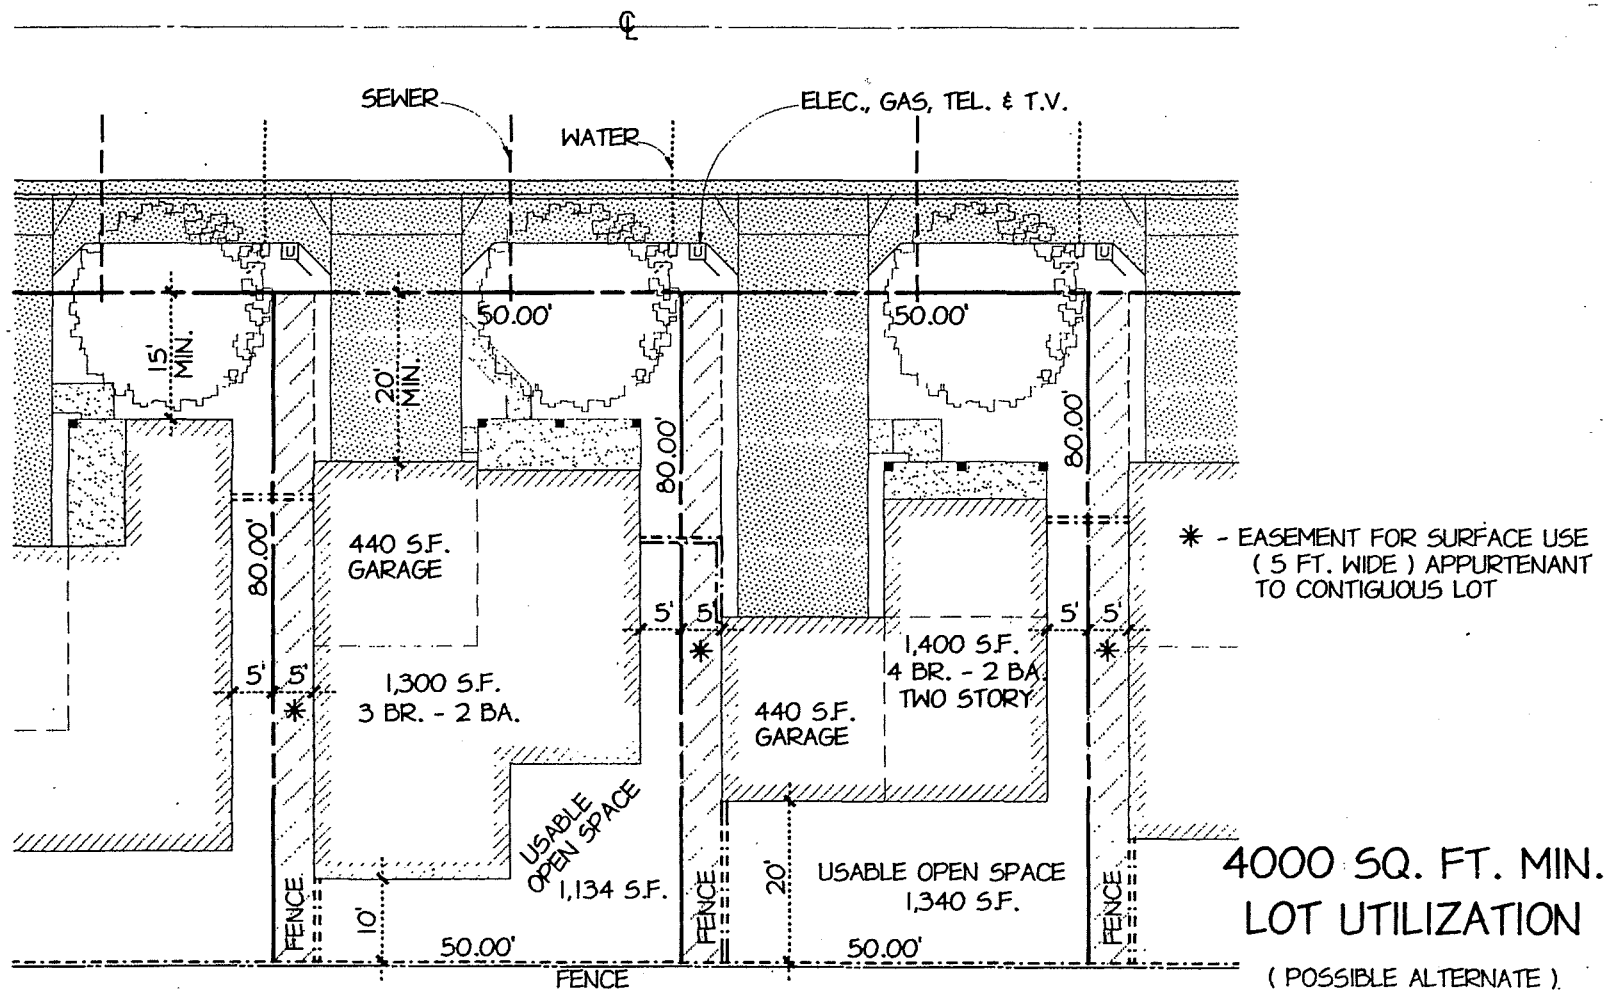 ℄
SEWER
ELEC., GAS, TEL. & T.V.
WATER
U
U
U
50.00'
50.00'
15'
MIN.
20'
MIN.
80.00'
80.00'
80.00'
440 S.F.
GARAGE
* - EASEMENT FOR SURFACE USE
( 5 FT. WIDE ) APPURTENANT
TO CONTIGUOUS LOT
5' 5'
5' 5'
*
*
1,400 S.F.
4 BR. - 2 BA.
TWO STORY
5' 5'
*
1,300 S.F.
3 BR. - 2 BA.
440 S.F.
GARAGE
USABLE
OPEN SPACE
1,134 S.F.
USABLE OPEN SPACE
1,340 S.F.
10'
20'
FENCE
FENCE
FENCE
50.00'
50.00'
FENCE
4000 SQ. FT. MIN.
LOT UTILIZATION
( POSSIBLE ALTERNATE )